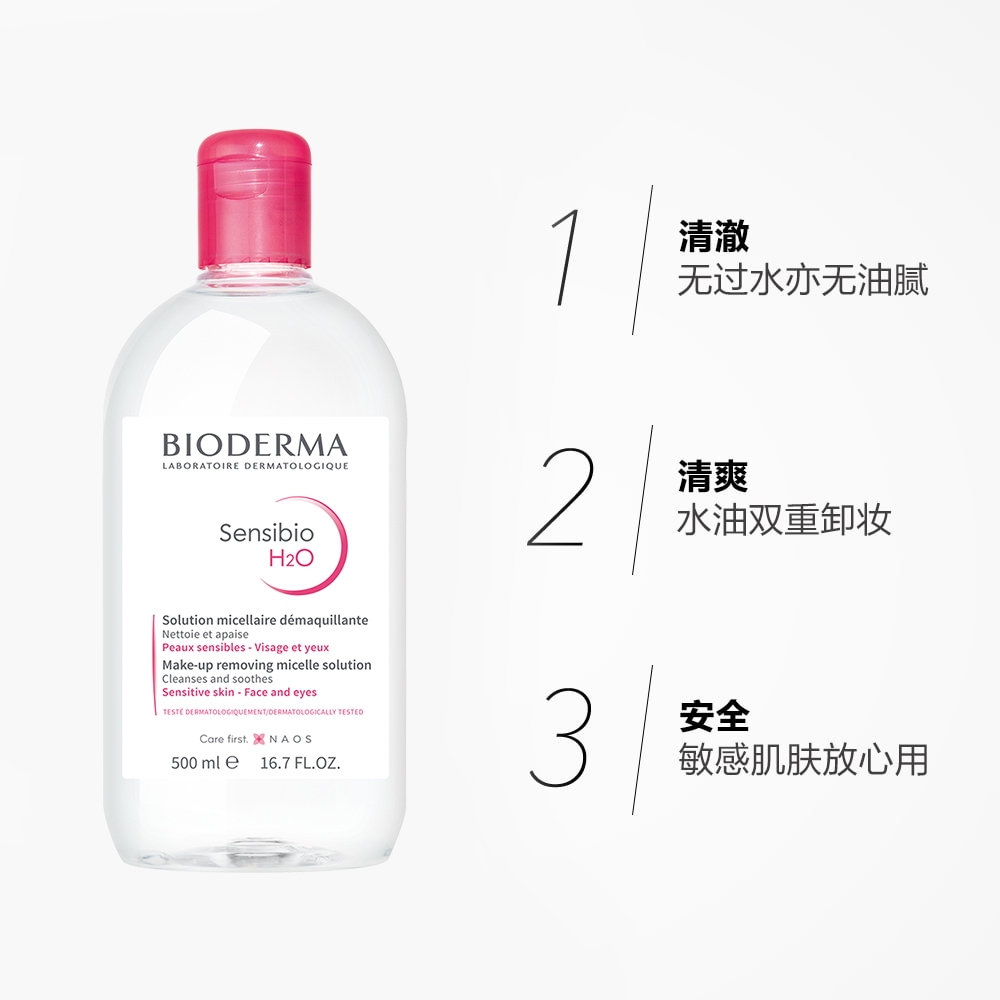 BIODERMA
LABORATOIRE DERMATOLOGIQUE
Sensibio
H2O
Solution micellaire démaquillante
Nettoie et apaise
Peaux sensibles - Visage et yeux
Make-up removing micelle solution
Cleanses and soothes
Sensitive skin - Face and eyes
TESTÉ DERMATOLOGIQUEMENT/DERMATOLOGICALLY TESTED
Care first. NAOS
500 ml ℮ 16.7 FL.OZ.
1
清澈
无过水亦无油腻
2
清爽
水油双重卸妆
3
安全
敏感肌肤放心用